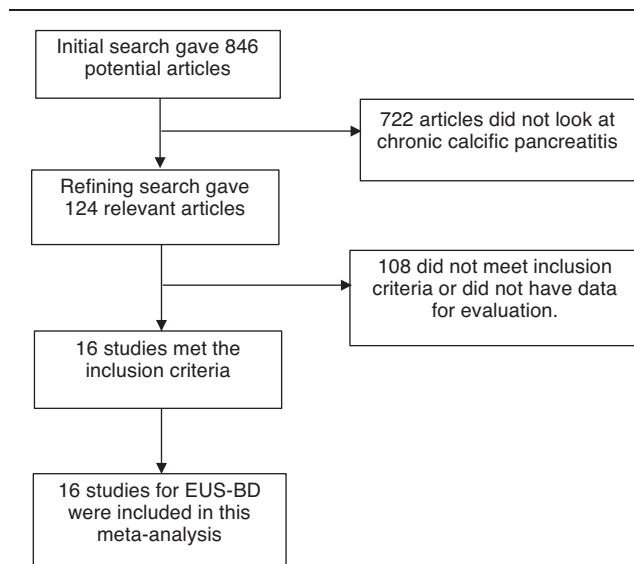 Initial search gave 846
potential articles
722 articles did not look at
chronic calcific pancreatitis
Refining search gave
124 relevant articles
108 did not meet inclusion
criteria or did not have data
for evaluation.
16 studies met the
inclusion criteria
16 studies for EUS-BD
were included in this
meta-analysis